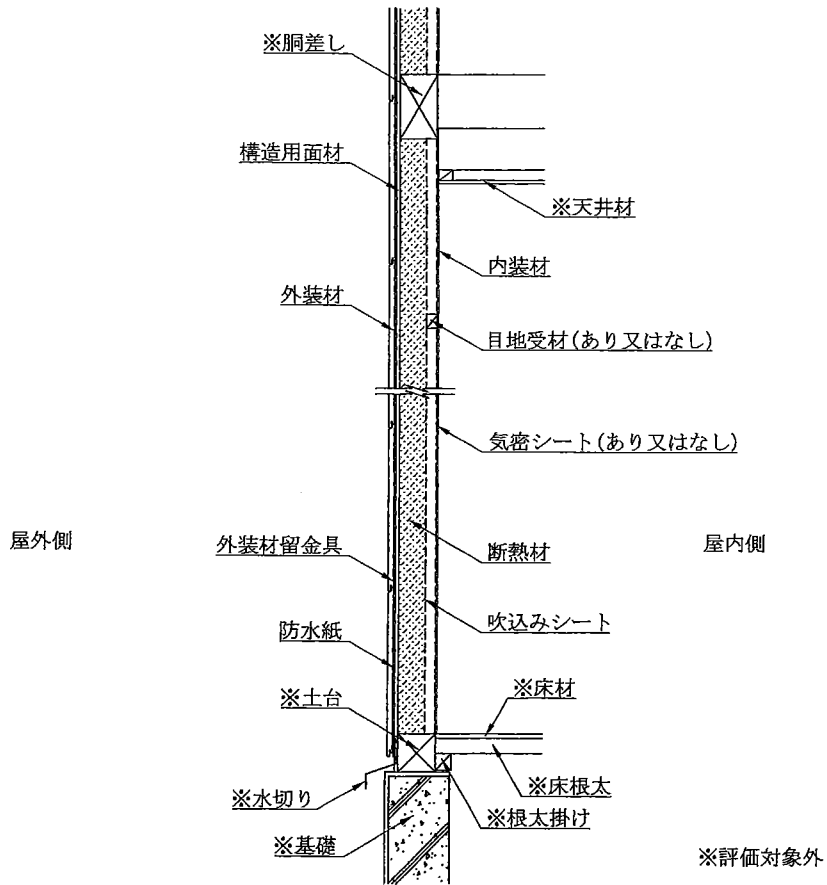 ※胴差し
構造用面材
※天井材
内装材
外装材
目地受材(あり又はなし)
気密シート(あり又はなし)
屋外側
外装材留金具
断熱材
屋内側
吹込みシート
防水紙
※床材
※土台
※床根太
※水切り
※根太掛け
※基礎
※評価対象外